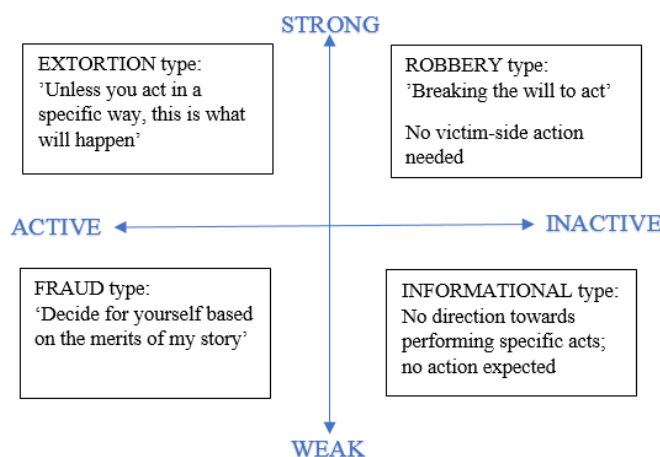 STRONG
EXTORTION type:
’Unless you act in a
specific way, this is what
will happen’
ROBBERY type:
’Breaking the will to act’
No victim-side action
needed
ACTIVE
INACTIVE
FRAUD type:
‘Decide for yourself based
on the merits of my story’
INFORMATIONAL type:
No direction towards
performing specific acts;
no action expected
WEAK